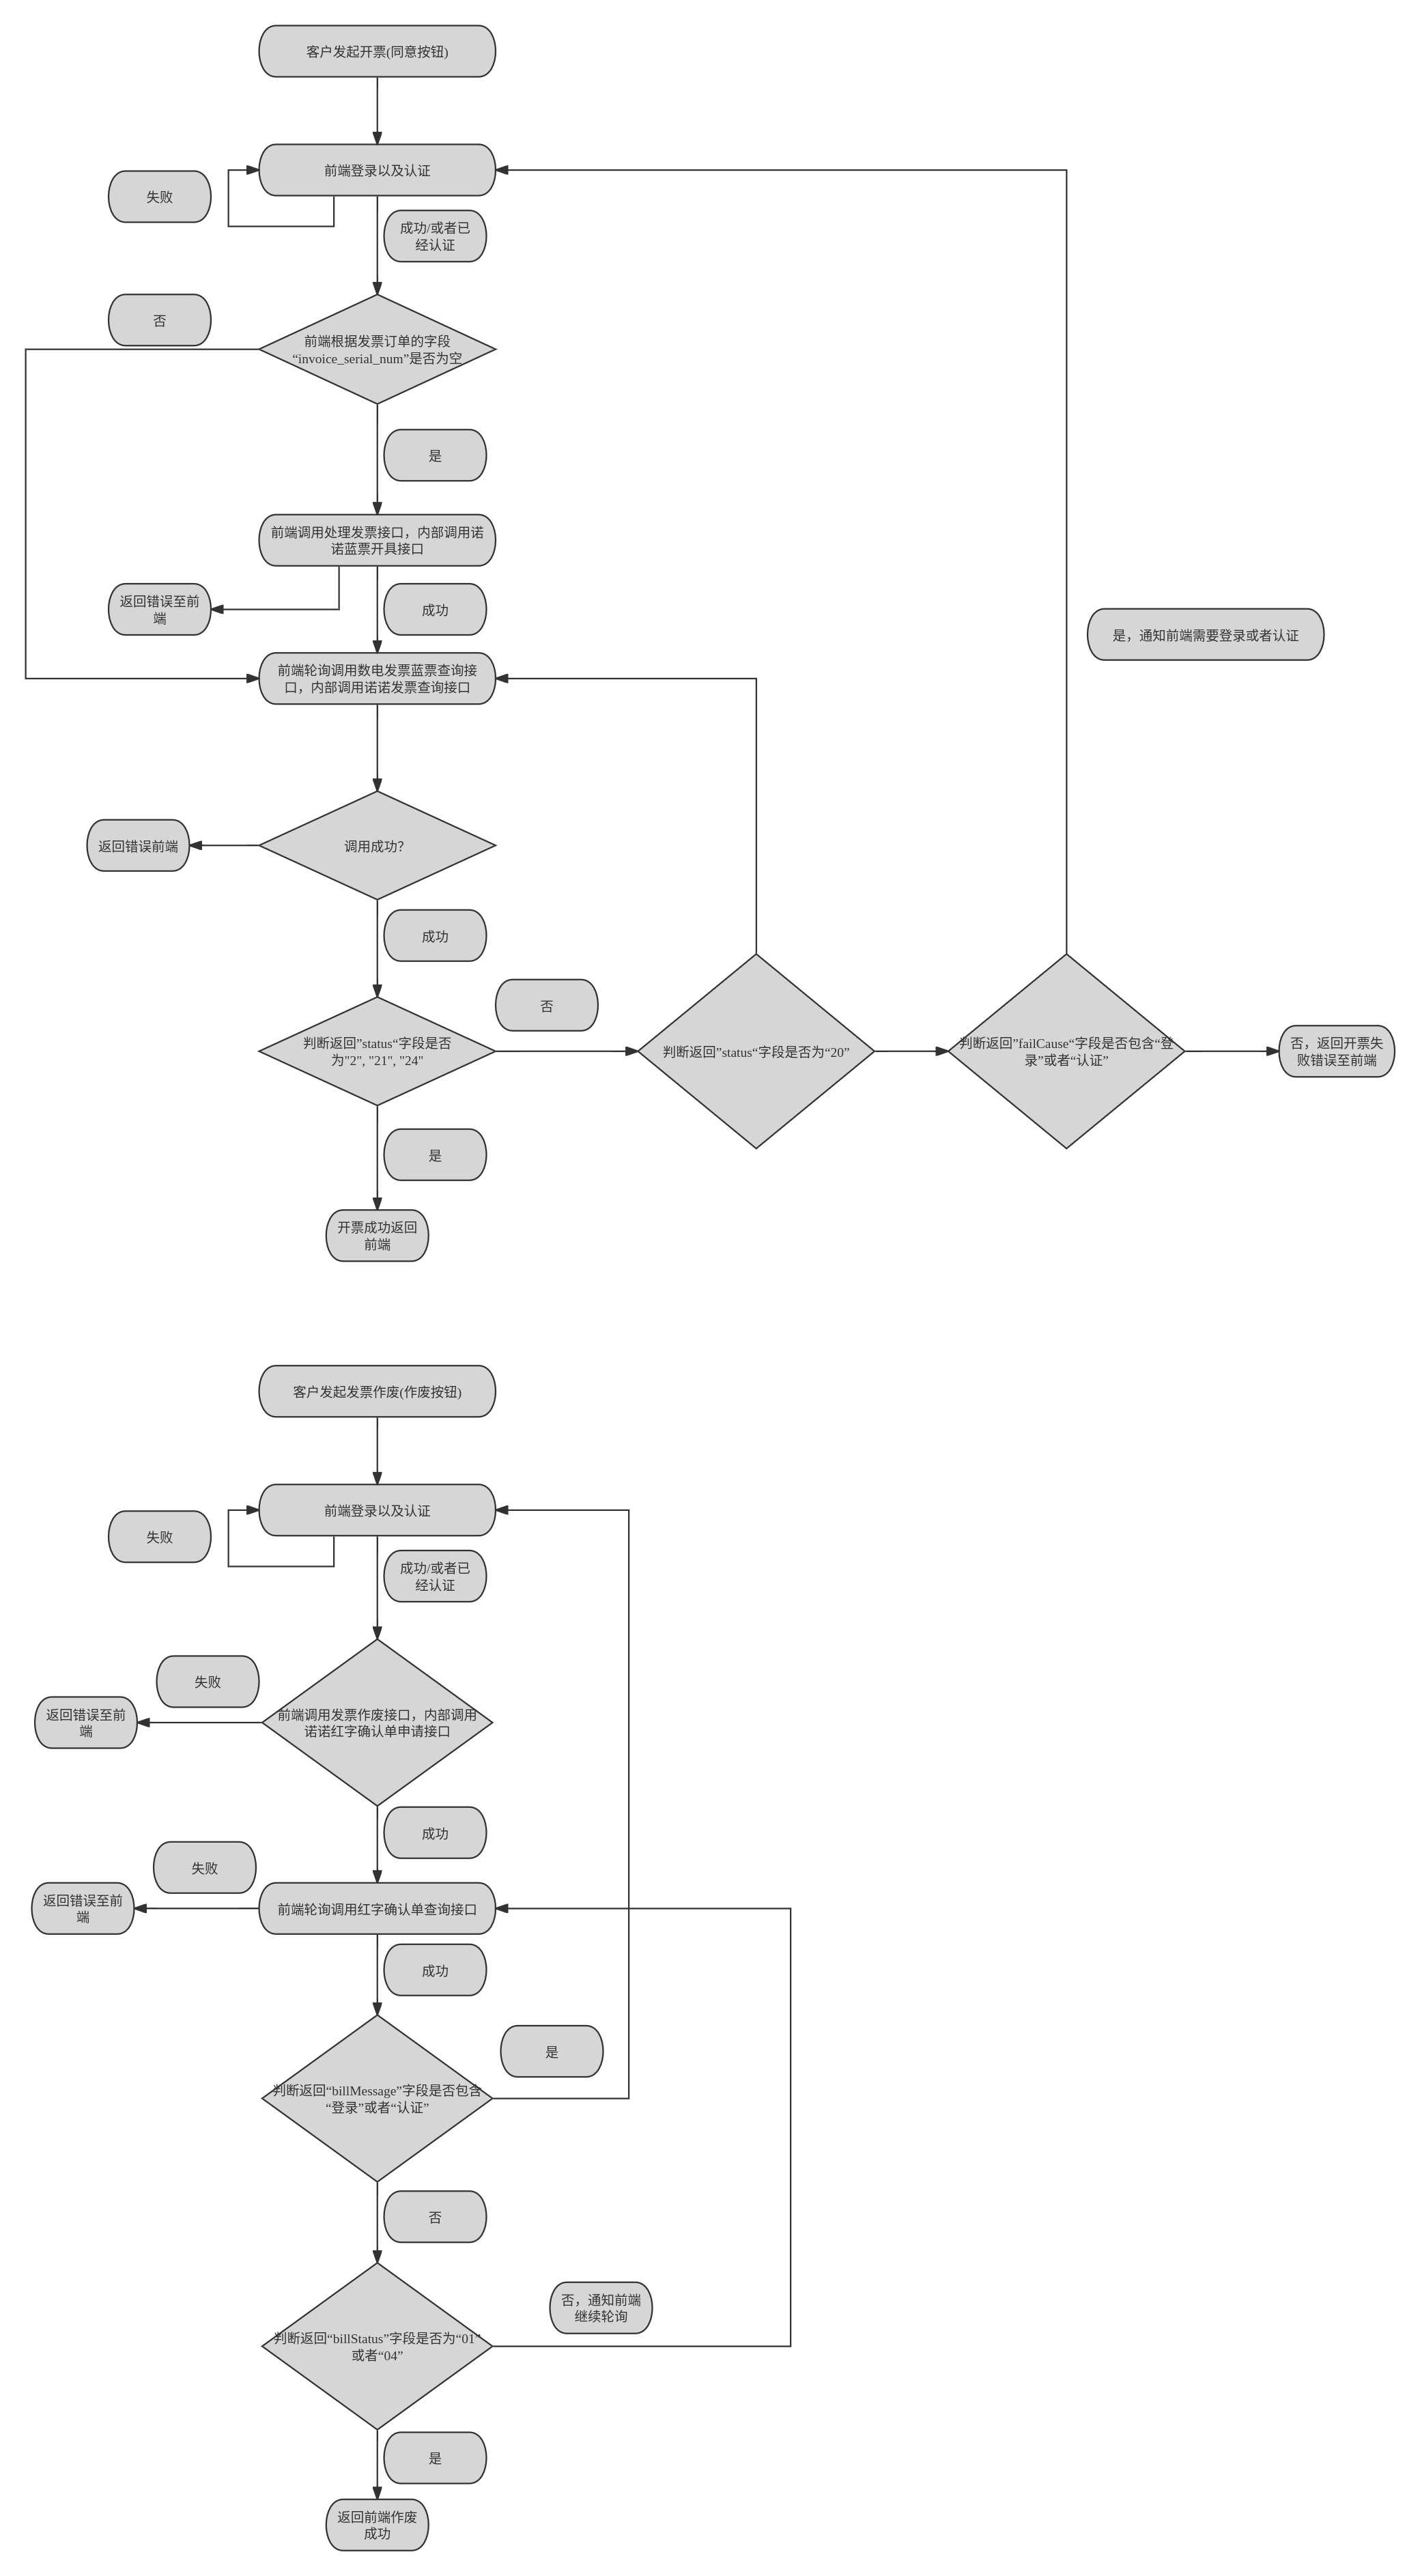 客户发起开票(同意按钮)
前端登录以及认证
失败
成功/或者已
经认证
否
前端根据发票订单的字段
“invoice_serial_num”是否为空
是
前端调用处理发票接口，内部调用诺
诺蓝票开具接口
返回错误至前
端
成功
是，通知前端需要登录或者认证
前端轮询调用数电发票蓝票查询接
口，内部调用诺诺发票查询接口
调用成功?
返回错误前端
成功
否
判断返回”status“字段是否
为"2", "21", "24"
判断返回”status“字段是否为“20”
判断返回”failCause“字段是否包含“登
录”或者“认证”
否，返回开票失
败错误至前端
是
开票成功返回
前端
客户发起发票作废(作废按钮)
前端登录以及认证
失败
成功/或者已
经认证
失败
返回错误至前
端
前端调用发票作废接口，内部调用
诺诺红字确认单申请接口
成功
失败
返回错误至前
端
前端轮询调用红字确认单查询接口
成功
是
判断返回“billMessage”字段是否包含
“登录”或者“认证”
否
否，通知前端
继续轮询
判断返回“billStatus”字段是否为“01”
或者“04”
是
返回前端作废
成功